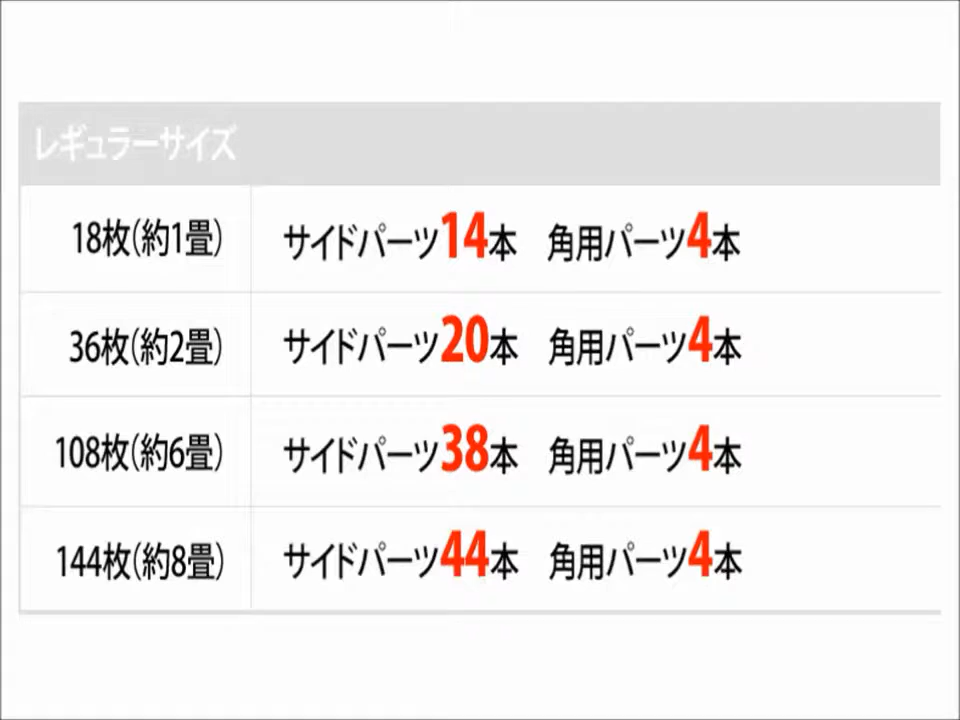 レギュラーサイズ
18枚(約1畳) サイドパーツ14本 角用パーツ4本
36枚(約2畳) サイドパーツ20本 角用パーツ4本
108枚(約6畳) サイドパーツ38本 角用パーツ4本
144枚(約8畳) サイドパーツ44本 角用パーツ4本